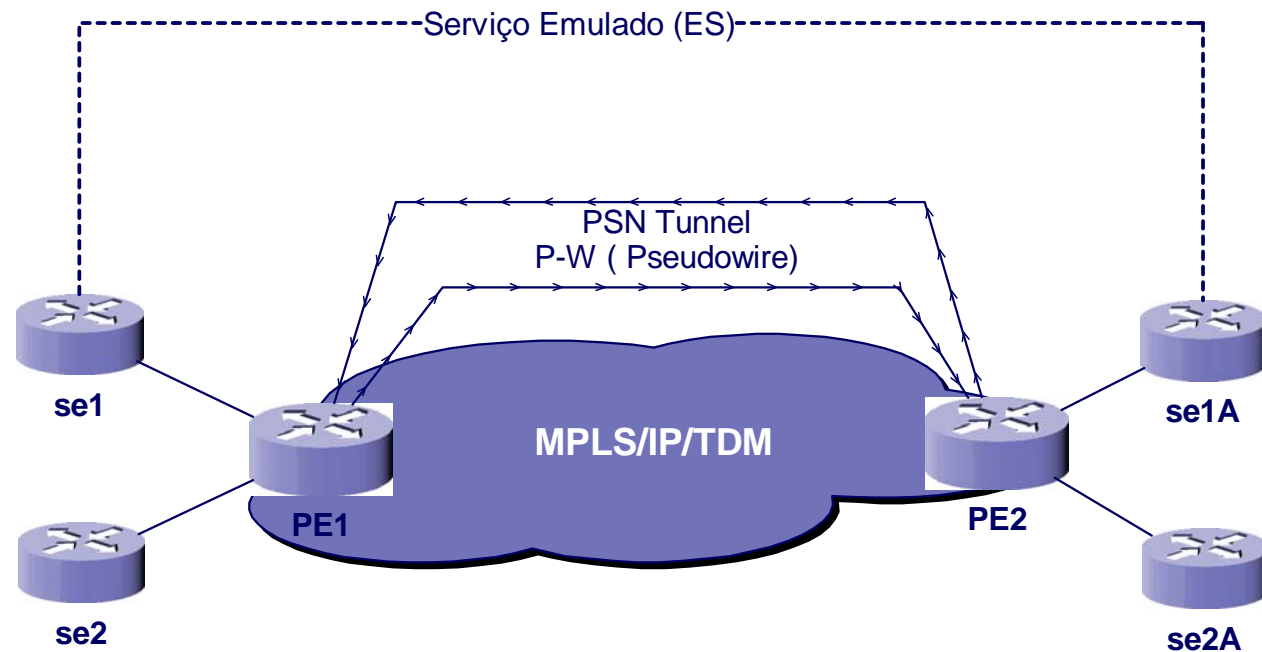 Serviço Emulado (ES)
PSN Tunnel
P-W ( Pseudowire)
se1
se1A
MPLS/IP/TDM
PE1
PE2
se2
se2A